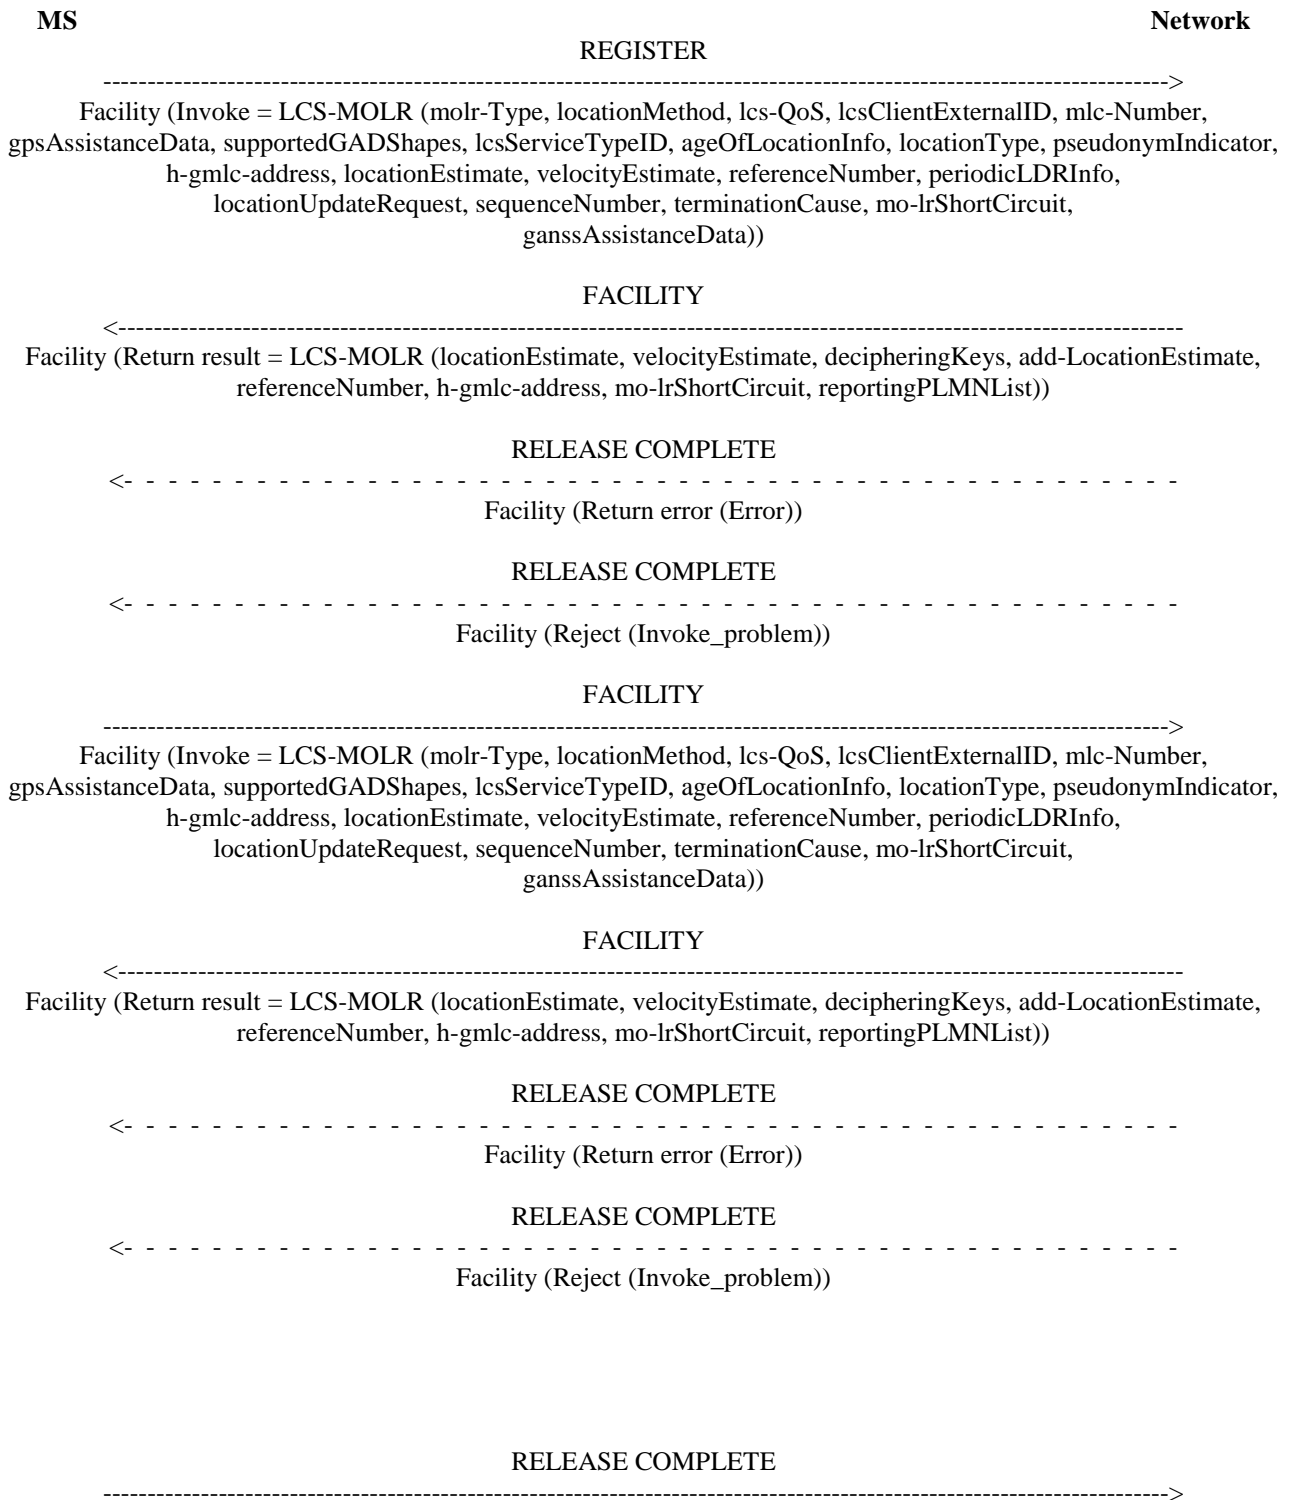 MS Network
REGISTER
------------------------------------------------------------------------------------------------------------------------>
Facility (Invoke = LCS-MOLR (molr-Type, locationMethod, lcs-QoS, lcsClientExternalID, mlc-Number,
gpsAssistanceData, supportedGADShapes, lcsServiceTypeID, ageOfLocationInfo, locationType, pseudonymIndicator,
h-gmlc-address, locationEstimate, velocityEstimate, referenceNumber, periodicLDRInfo,
locationUpdateRequest, sequenceNumber, terminationCause, mo-lrShortCircuit,
ganssAssistanceData))
FACILITY
<------------------------------------------------------------------------------------------------------------------------
Facility (Return result = LCS-MOLR (locationEstimate, velocityEstimate, decipheringKeys, add-LocationEstimate,
referenceNumber, h-gmlc-address, mo-lrShortCircuit, reportingPLMNList))
RELEASE COMPLETE
<- - - - - - - - - - - - - - - - - - - - - - - - - - - - - - - - - - - - - - - - - - - - - - - -
Facility (Return error (Error))
RELEASE COMPLETE
<- - - - - - - - - - - - - - - - - - - - - - - - - - - - - - - - - - - - - - - - - - - - - - - -
Facility (Reject (Invoke_problem))
FACILITY
------------------------------------------------------------------------------------------------------------------------>
Facility (Invoke = LCS-MOLR (molr-Type, locationMethod, lcs-QoS, lcsClientExternalID, mlc-Number,
gpsAssistanceData, supportedGADShapes, lcsServiceTypeID, ageOfLocationInfo, locationType, pseudonymIndicator,
h-gmlc-address, locationEstimate, velocityEstimate, referenceNumber, periodicLDRInfo,
locationUpdateRequest, sequenceNumber, terminationCause, mo-lrShortCircuit,
ganssAssistanceData))
FACILITY
<------------------------------------------------------------------------------------------------------------------------
Facility (Return result = LCS-MOLR (locationEstimate, velocityEstimate, decipheringKeys, add-LocationEstimate,
referenceNumber, h-gmlc-address, mo-lrShortCircuit, reportingPLMNList))
RELEASE COMPLETE
<- - - - - - - - - - - - - - - - - - - - - - - - - - - - - - - - - - - - - - - - - - - - - - - -
Facility (Return error (Error))
RELEASE COMPLETE
<- - - - - - - - - - - - - - - - - - - - - - - - - - - - - - - - - - - - - - - - - - - - - - - -
Facility (Reject (Invoke_problem))
RELEASE COMPLETE
------------------------------------------------------------------------------------------------------------------------>